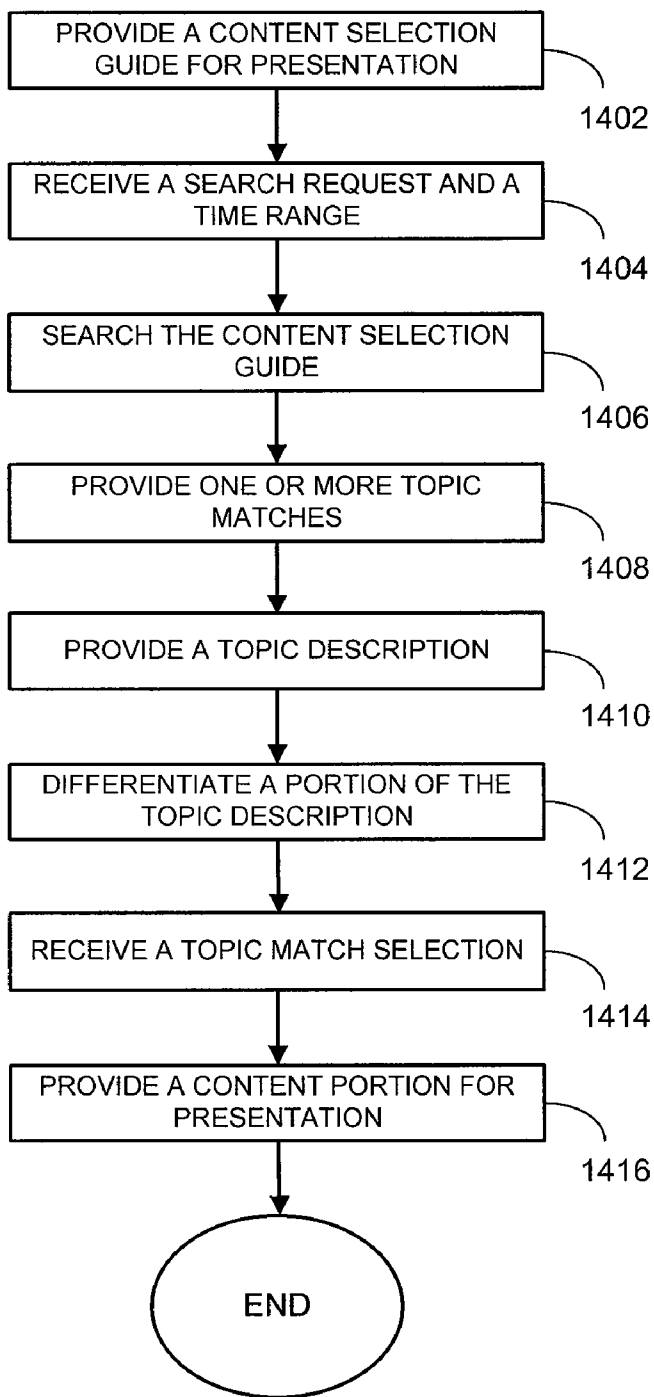 PROVIDE A CONTENT SELECTION
GUIDE FOR PRESENTATION
1402
RECEIVE A SEARCH REQUEST AND A
TIME RANGE
1404
SEARCH THE CONTENT SELECTION
GUIDE
1406
PROVIDE ONE OR MORE TOPIC
MATCHES
1408
PROVIDE A TOPIC DESCRIPTION
1410
DIFFERENTIATE A PORTION OF THE
TOPIC DESCRIPTION
1412
RECEIVE A TOPIC MATCH SELECTION
1414
PROVIDE A CONTENT PORTION FOR
PRESENTATION
1416
END